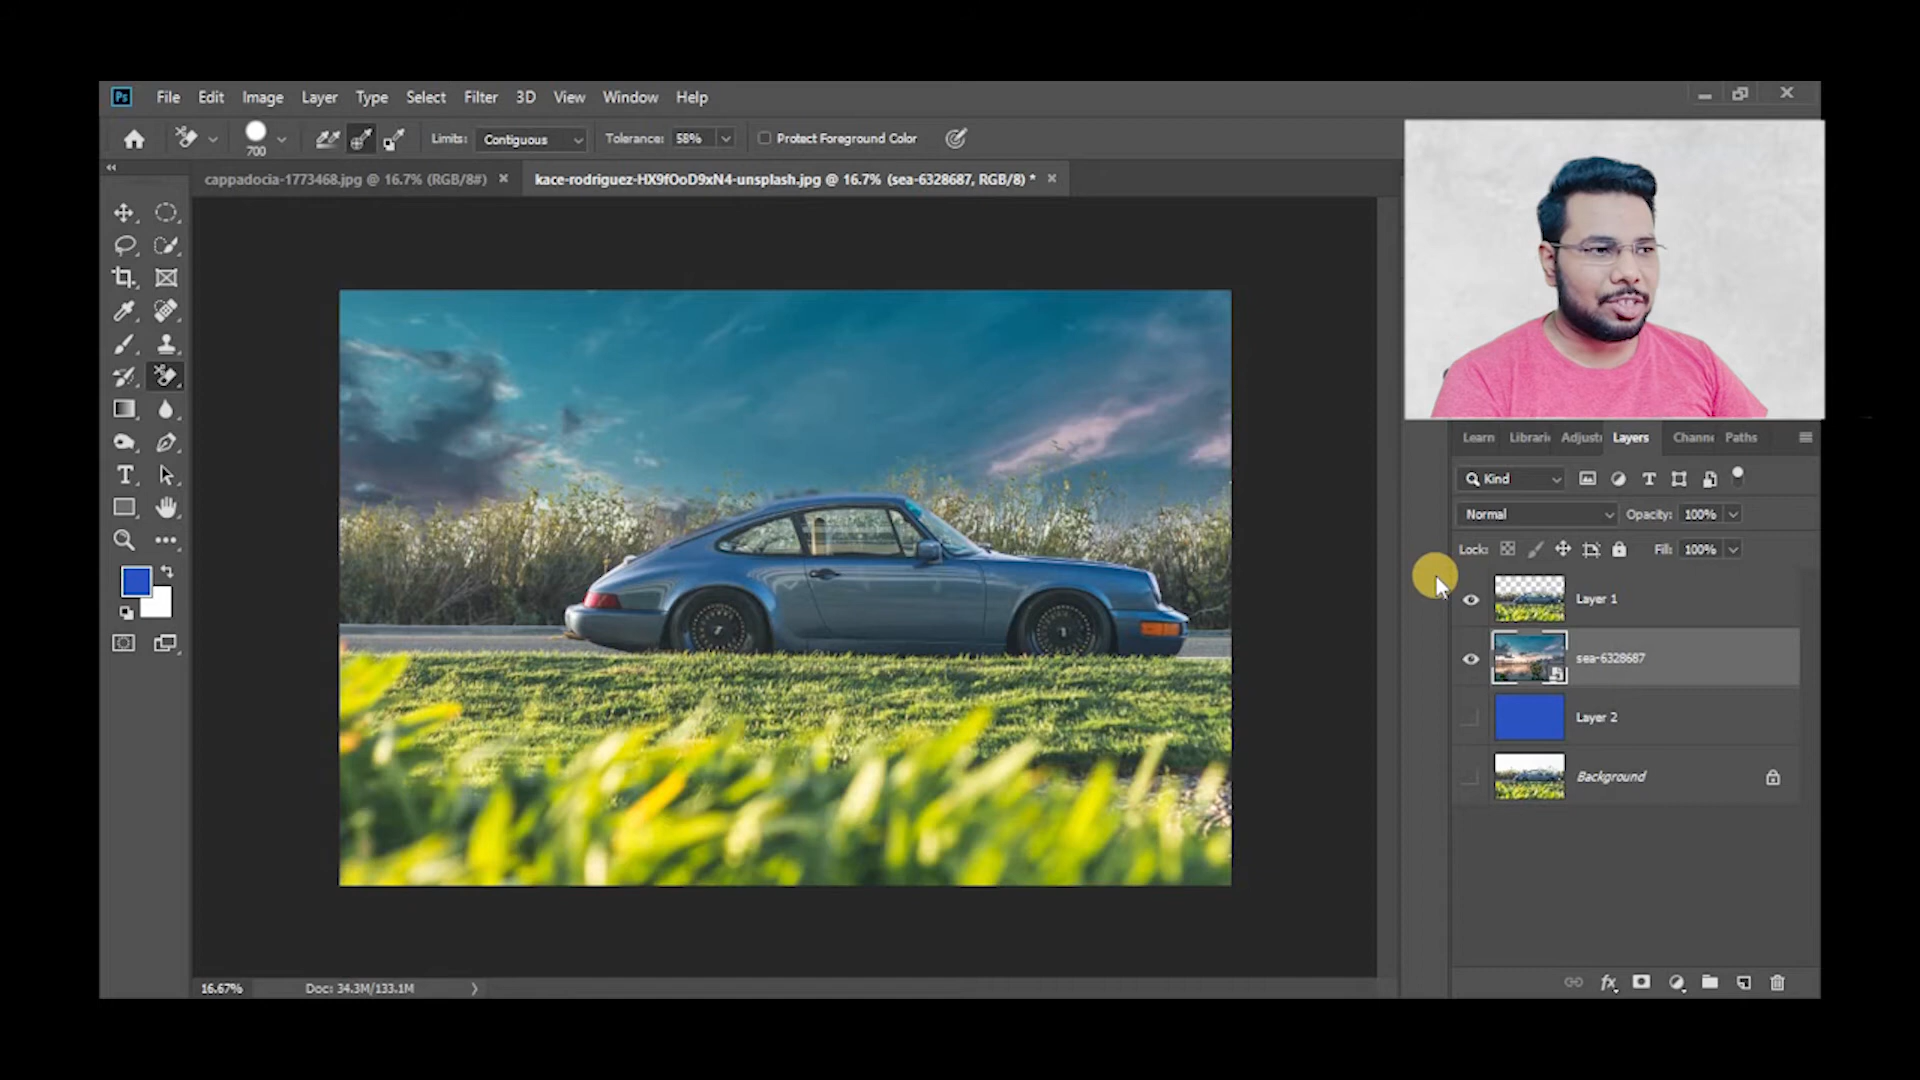 Ps File Edit Image Layer Type Select Filter 3D View Window Help
700 Limits: Contiguous Tolerance: 58% Protect Foreground Color
cappadocia-1773468.jpg @ 16.7% (RGB/8#) × kace-rodriguez-HX9fOoD9xN4-unsplash.jpg @ 16.7% (sea-6328687, RGB/8) * ×
Learn Librari Adjust Layers Chann Paths
Kind
Normal Opacity: 100%
Lock: Fill: 100%
Layer 1
sea-6328687
Layer 2
Background
16.67% Doc: 34.3M/133.1M